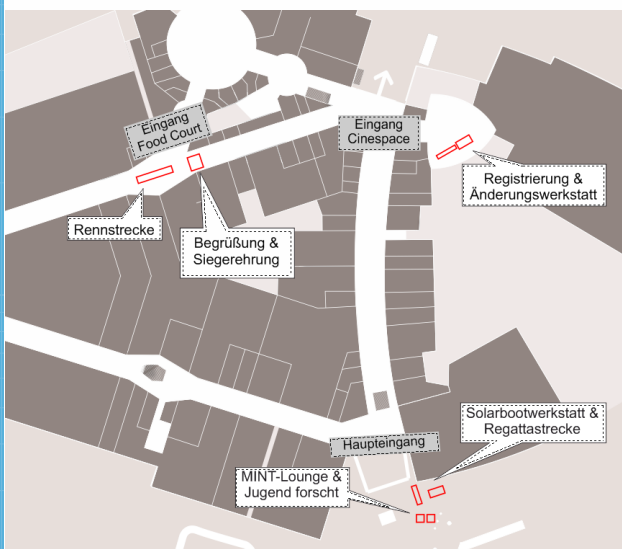 Eingang
Food Court
Eingang
Cinespace
Registrierung &
Änderungswerkstatt
Rennstrecke
Begrüßung &
Siegerehrung
Solarbootwerkstatt &
Regattastrecke
Haupteingang
MINT-Lounge &
Jugend forscht